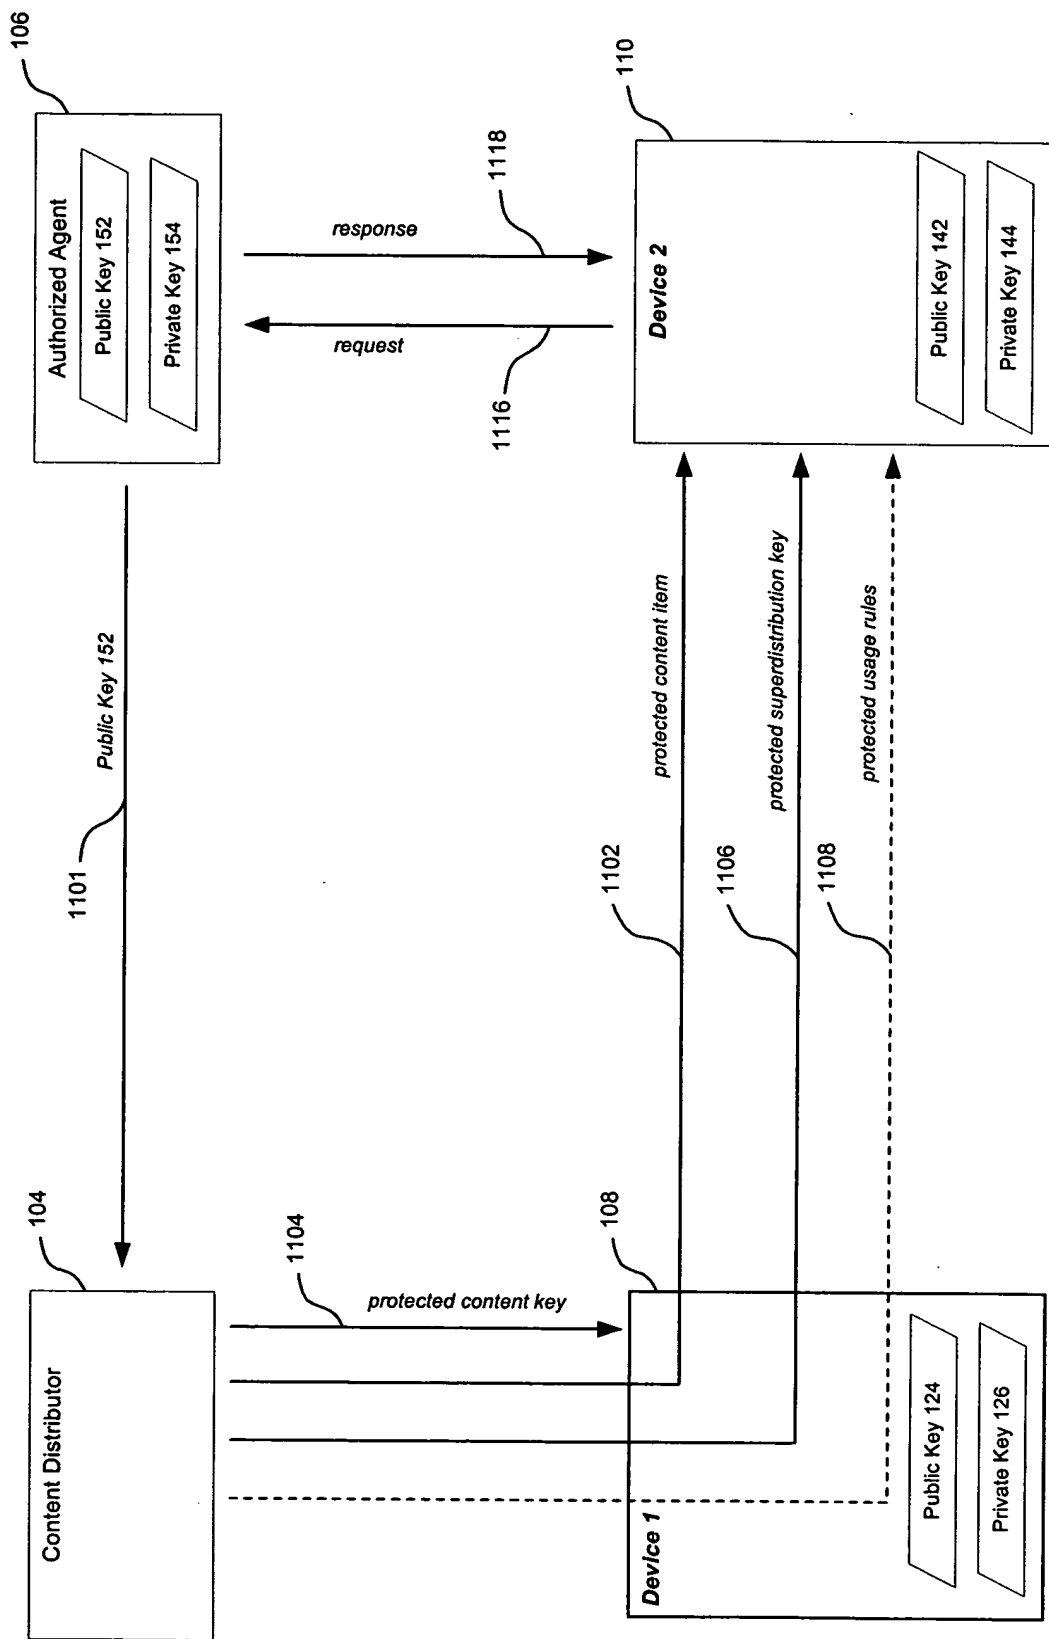 106
Authorized Agent
Public Key 152
Private Key 154
1101
Public Key 152
104
Content Distributor
response
1118
request
1116
1104
protected content key
110
Device 2
Public Key 142
Private Key 144
1102
protected content item
1106
protected superdistribution key
1108
protected usage rules
108
Device 1
Public Key 124
Private Key 126